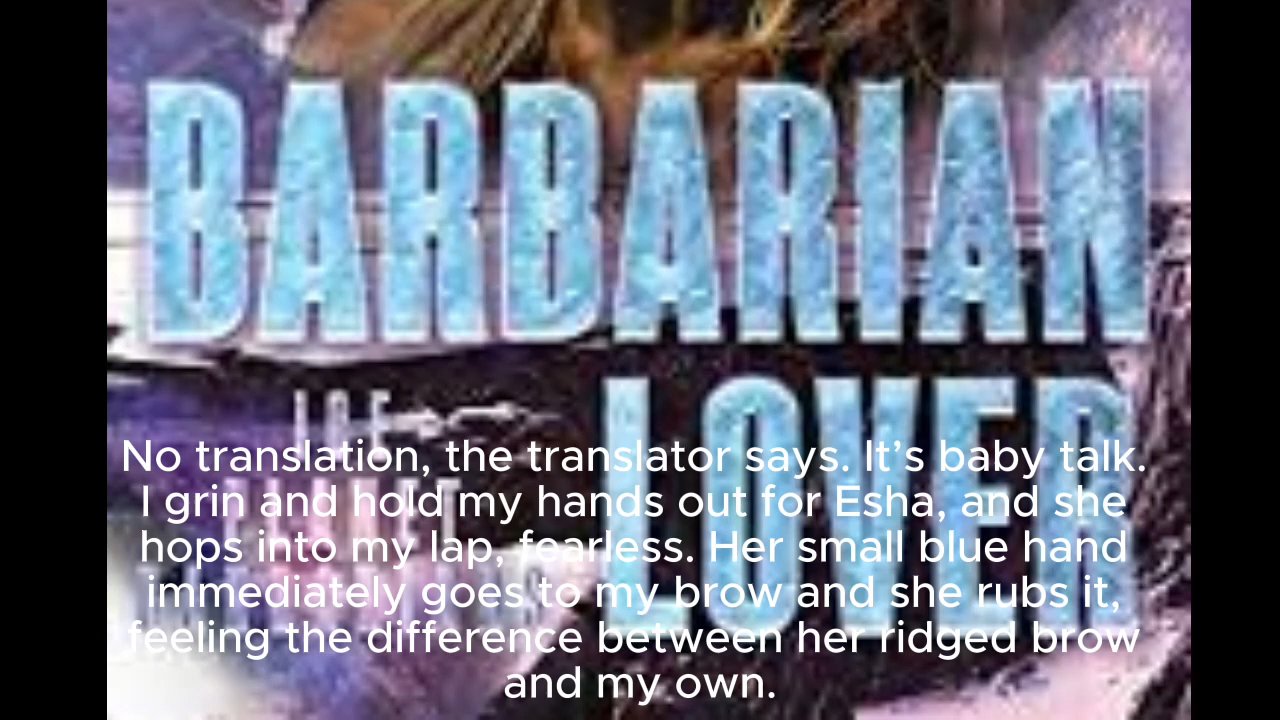 BARBARIAN
LOVER
ICE
PLANET
No translation, the translator says. It’s baby talk.
I grin and hold my hands out for Esha, and she
hops into my lap, fearless. Her small blue hand
immediately goes to my brow and she rubs it,
feeling the difference between her ridged brow
and my own.